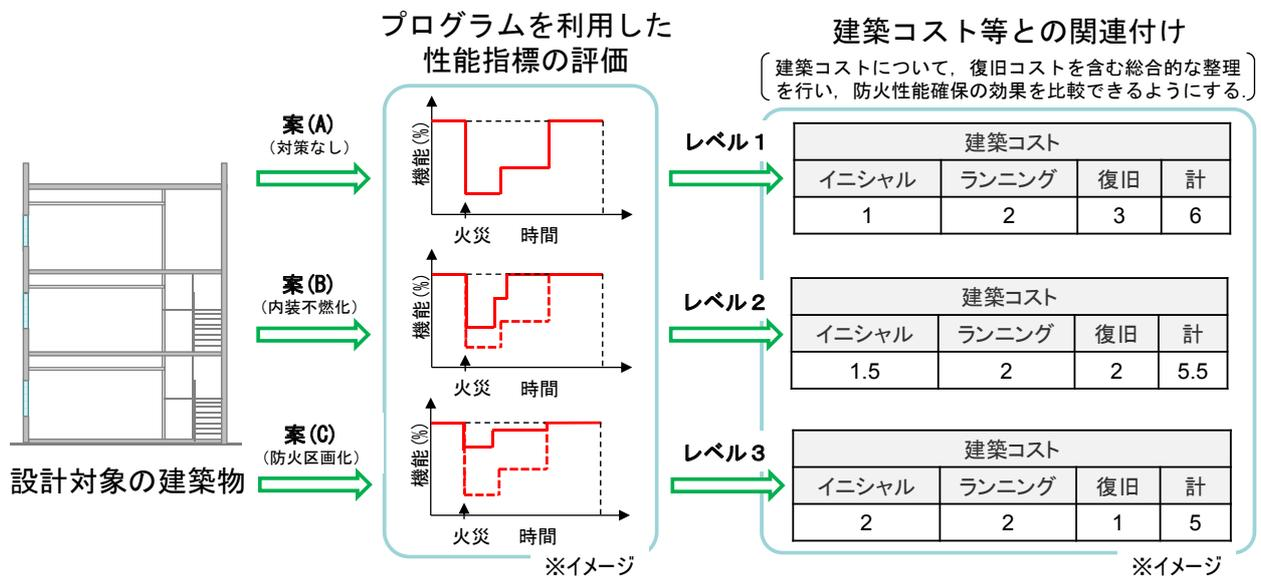 プログラムを利用した
性能指標の評価
建築コスト等との関連付け
建築コストについて，復旧コストを含む総合的な整理
を行い，防火性能確保の効果を比較できるようにする．
設計対象の建築物
案(A)
(対策なし)
機能(%)
火災 時間
レベル１
建築コスト
イニシャル ランニング 復旧 計
1 2 3 6
案(B)
(内装不燃化)
機能(%)
火災 時間
レベル２
建築コスト
イニシャル ランニング 復旧 計
1.5 2 2 5.5
案(C)
(防火区画化)
機能(%)
火災 時間
レベル３
建築コスト
イニシャル ランニング 復旧 計
2 2 1 5
※イメージ
※イメージ